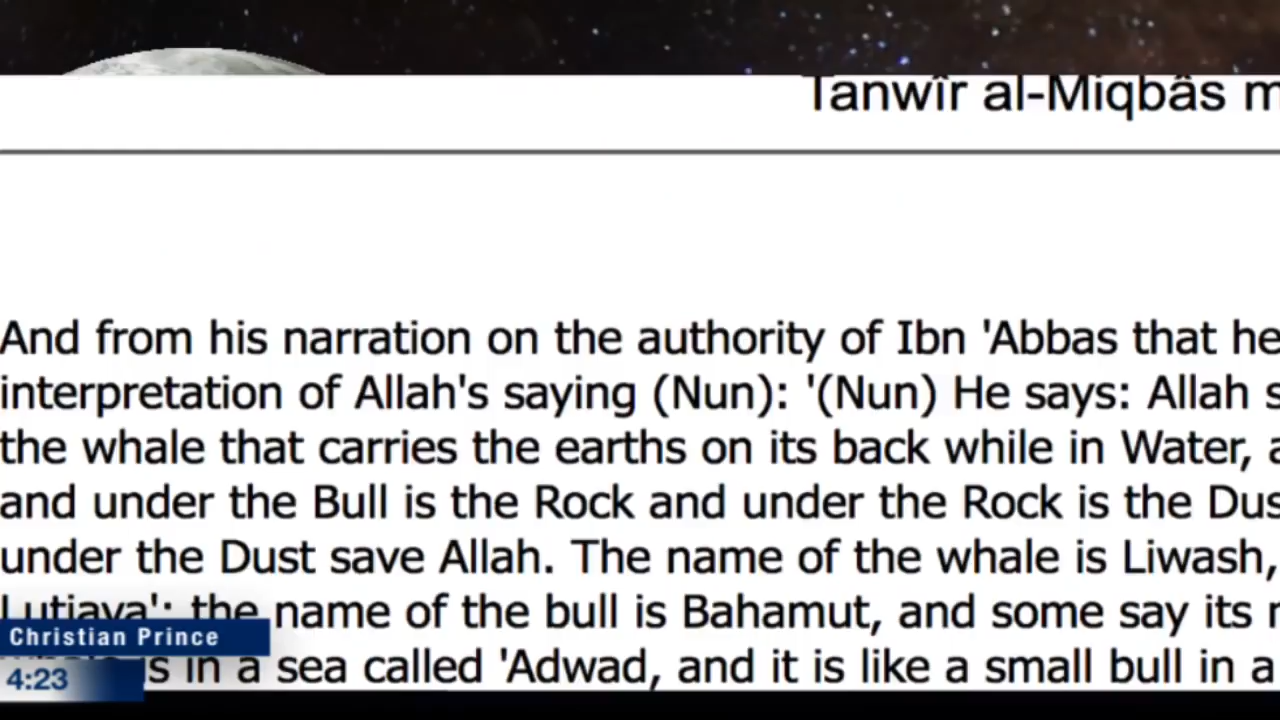 Tanwîr al-Miqbâs
And from his narration on the authority of Ibn 'Abbas that he
interpretation of Allah's saying (Nun): '(Nun) He says: Allah s
the whale that carries the earths on its back while in Water, a
and under the Bull is the Rock and under the Rock is the Dus
under the Dust save Allah. The name of the whale is Liwash,
Lutiaya'; the name of the bull is Bahamut, and some say its
Christian Prince
is in a sea called 'Adwad, and it is like a small bull in a
4:23